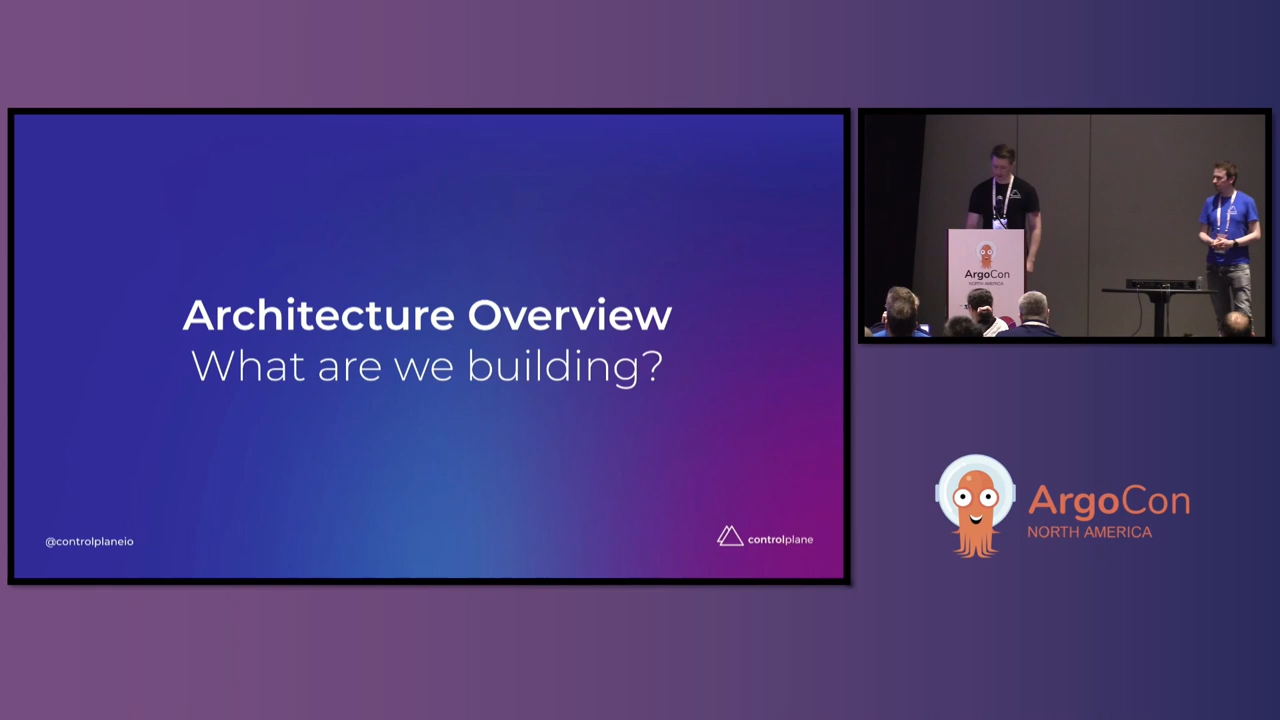 Architecture Overview
What are we building?
@controlplaneio
controlplane
ArgoCon
NORTH AMERICA
ArgoCon
NORTH AMERICA